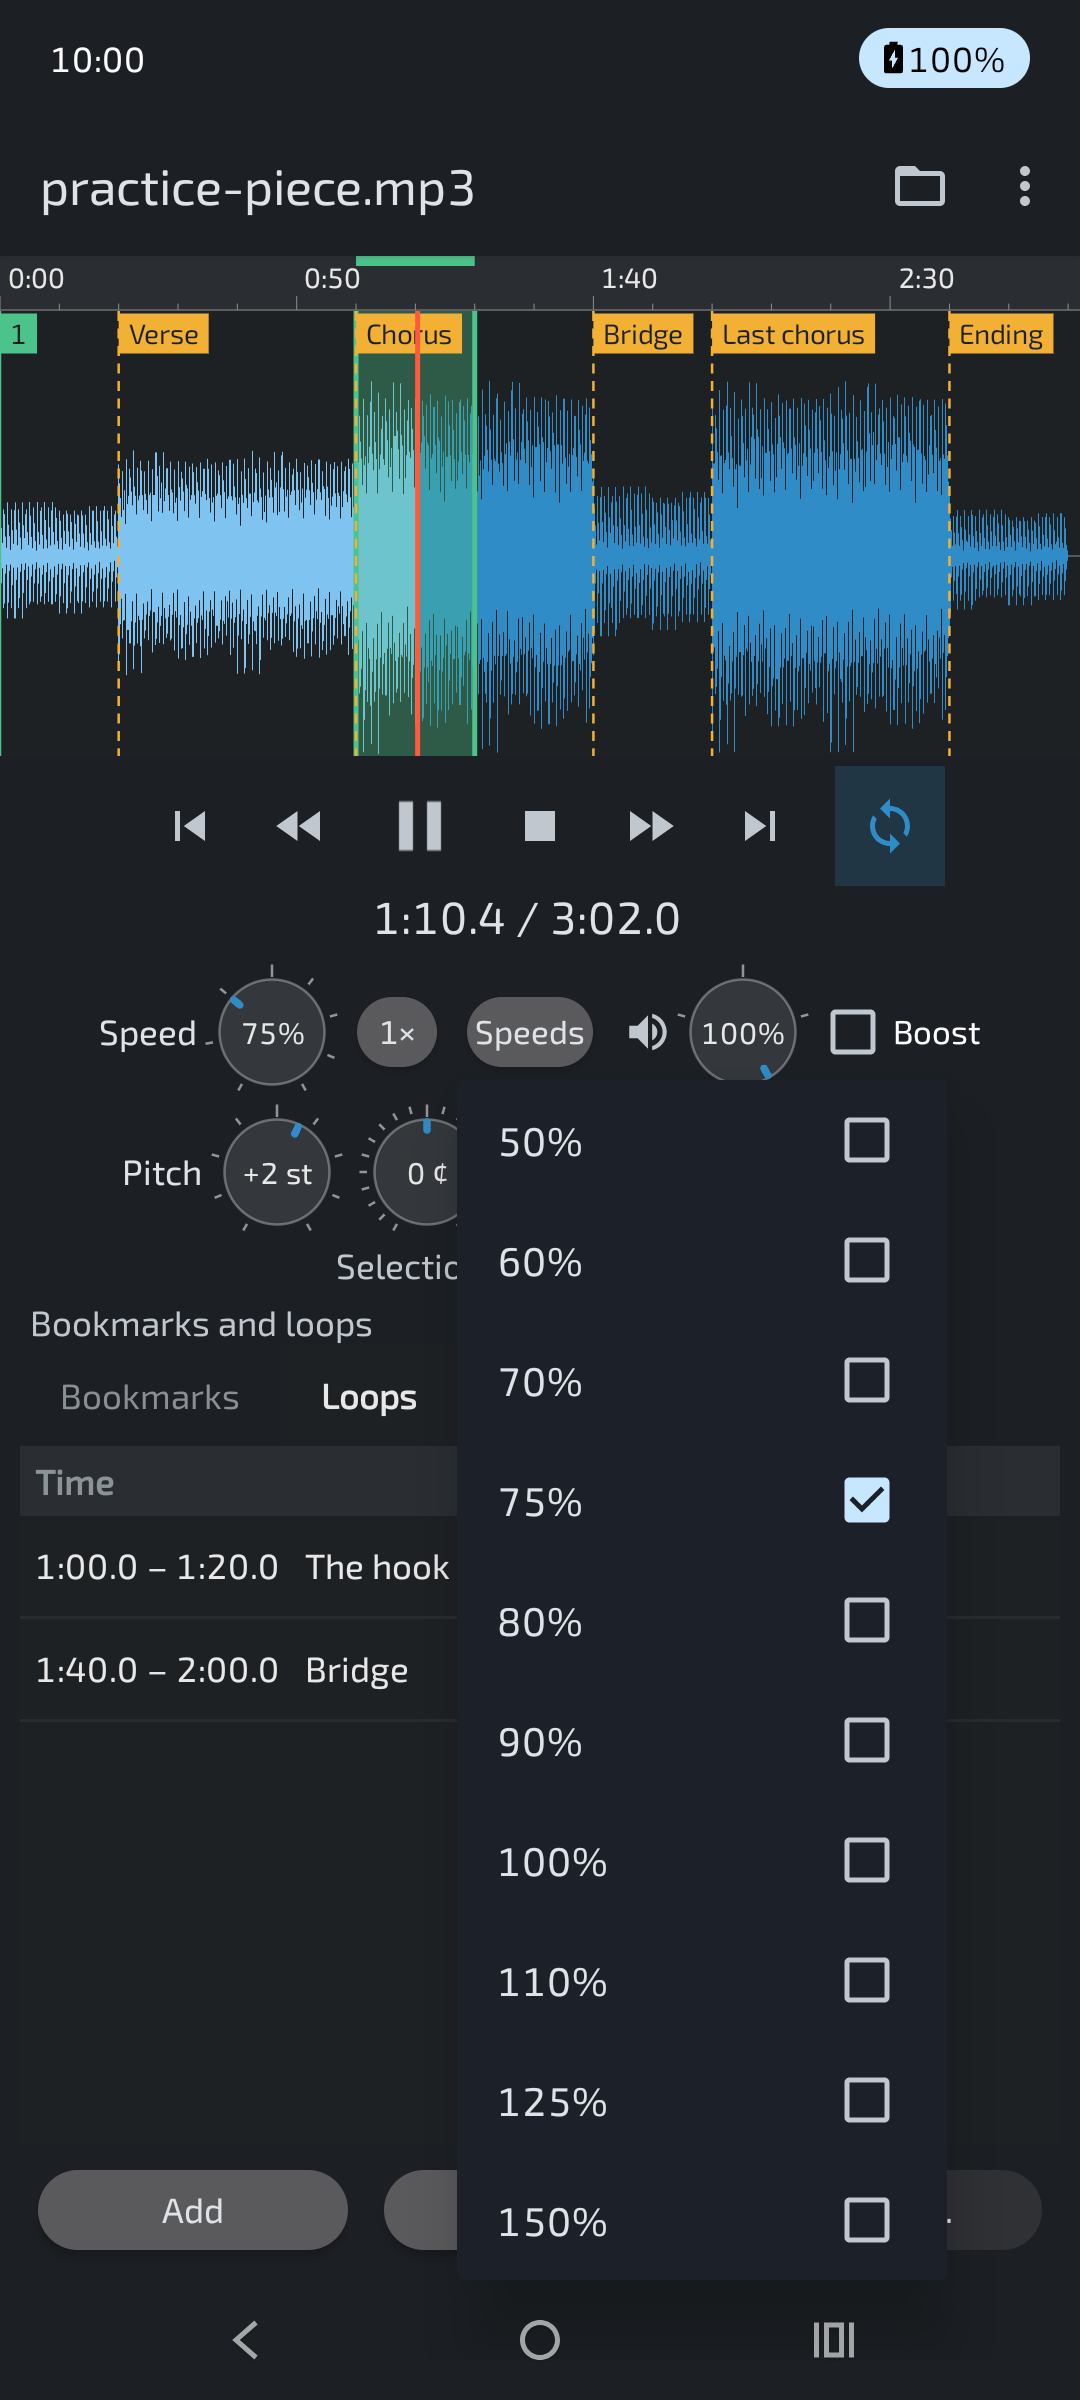 10:00 100%
practice-piece.mp3
0:00 0:50 1:40 2:30
1 Verse Chorus Bridge Last chorus Ending
1:10.4 / 3:02.0
Speed 75% 1× Speeds 100% Boost
Pitch +2 st 0 ¢
Selectio
Bookmarks and loops
Bookmarks Loops
Time
1:00.0 – 1:20.0 The hook
1:40.0 – 2:00.0 Bridge
50%
60%
70%
75%
80%
90%
100%
110%
125%
150%
Add